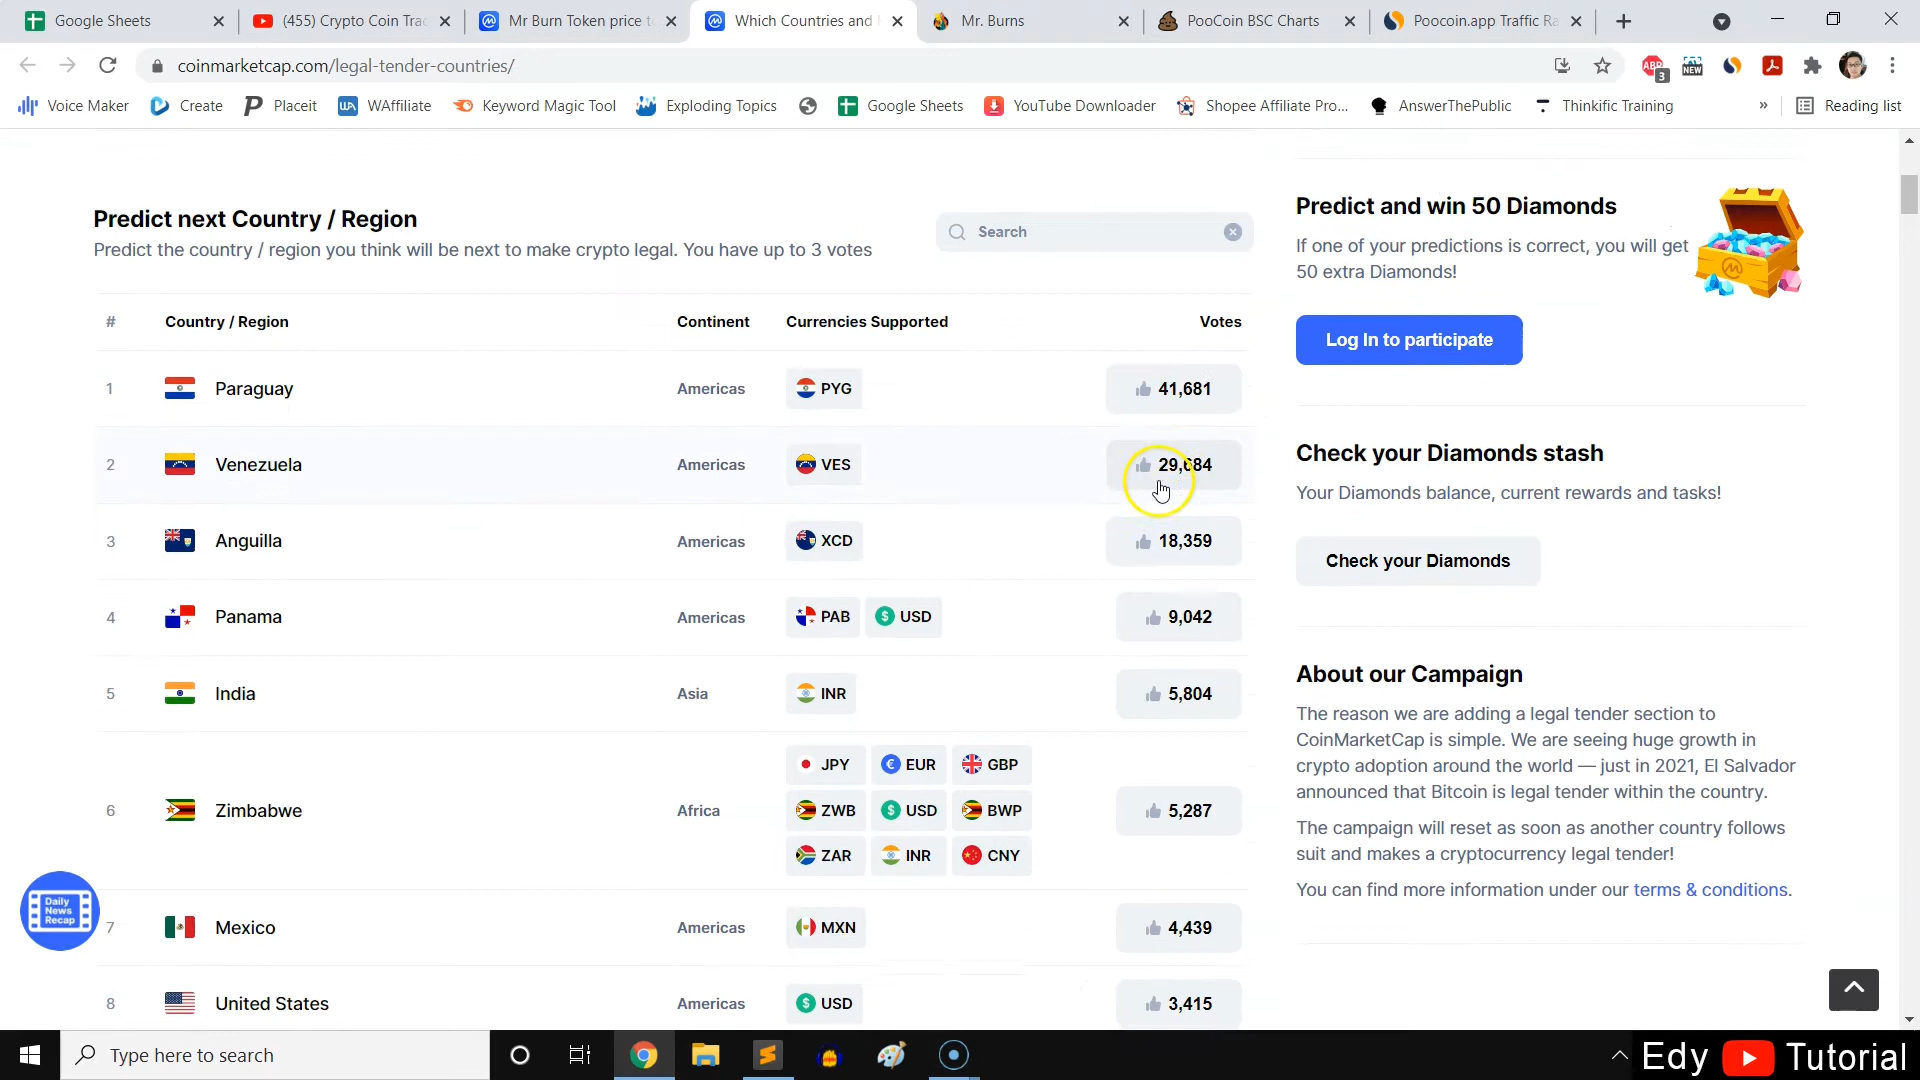 Google Sheets
(455) Crypto Coin Trac
Mr Burn Token price to
Which Countries and
Mr. Burns
PooCoin BSC Charts
Poocoin.app Traffic Ra
coinmarketcap.com/legal-tender-countries/
ABP
3
NEW
Voice Maker
Create
Placeit
WAffiliate
Keyword Magic Tool
Exploding Topics
Google Sheets
YouTube Downloader
Shopee Affiliate Pro...
AnswerThePublic
Thinkific Training
»
Reading list
Predict next Country / Region
Predict the country / region you think will be next to make crypto legal. You have up to 3 votes
Search
# Country / Region Continent Currencies Supported Votes
1 Paraguay Americas PYG 41,681
2 Venezuela Americas VES 29,684
3 Anguilla Americas XCD 18,359
4 Panama Americas PAB USD 9,042
5 India Asia INR 5,804
JPY EUR GBP
6 Zimbabwe Africa ZWB USD BWP 5,287
ZAR INR CNY
7 Mexico Americas MXN 4,439
8 United States Americas USD 3,415
Predict and win 50 Diamonds
If one of your predictions is correct, you will get
50 extra Diamonds!
Log In to participate
Check your Diamonds stash
Your Diamonds balance, current rewards and tasks!
Check your Diamonds
About our Campaign
The reason we are adding a legal tender section to
CoinMarketCap is simple. We are seeing huge growth in
crypto adoption around the world — just in 2021, El Salvador
announced that Bitcoin is legal tender within the country.
The campaign will reset as soon as another country follows
suit and makes a cryptocurrency legal tender!
You can find more information under our terms & conditions.
Daily
News
Recap
Type here to search
Edy Tutorial